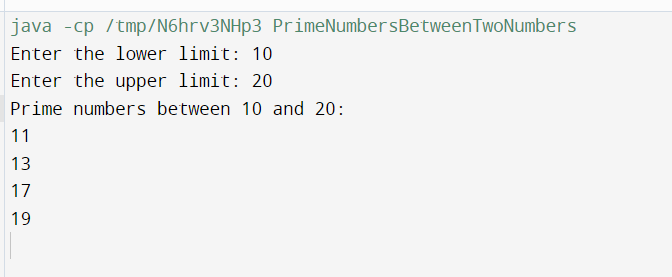 java -cp /tmp/N6hrv3NHp3 PrimeNumbersBetweenTwoNumbers
Enter the lower limit: 10
Enter the upper limit: 20
Prime numbers between 10 and 20:
11
13
17
19